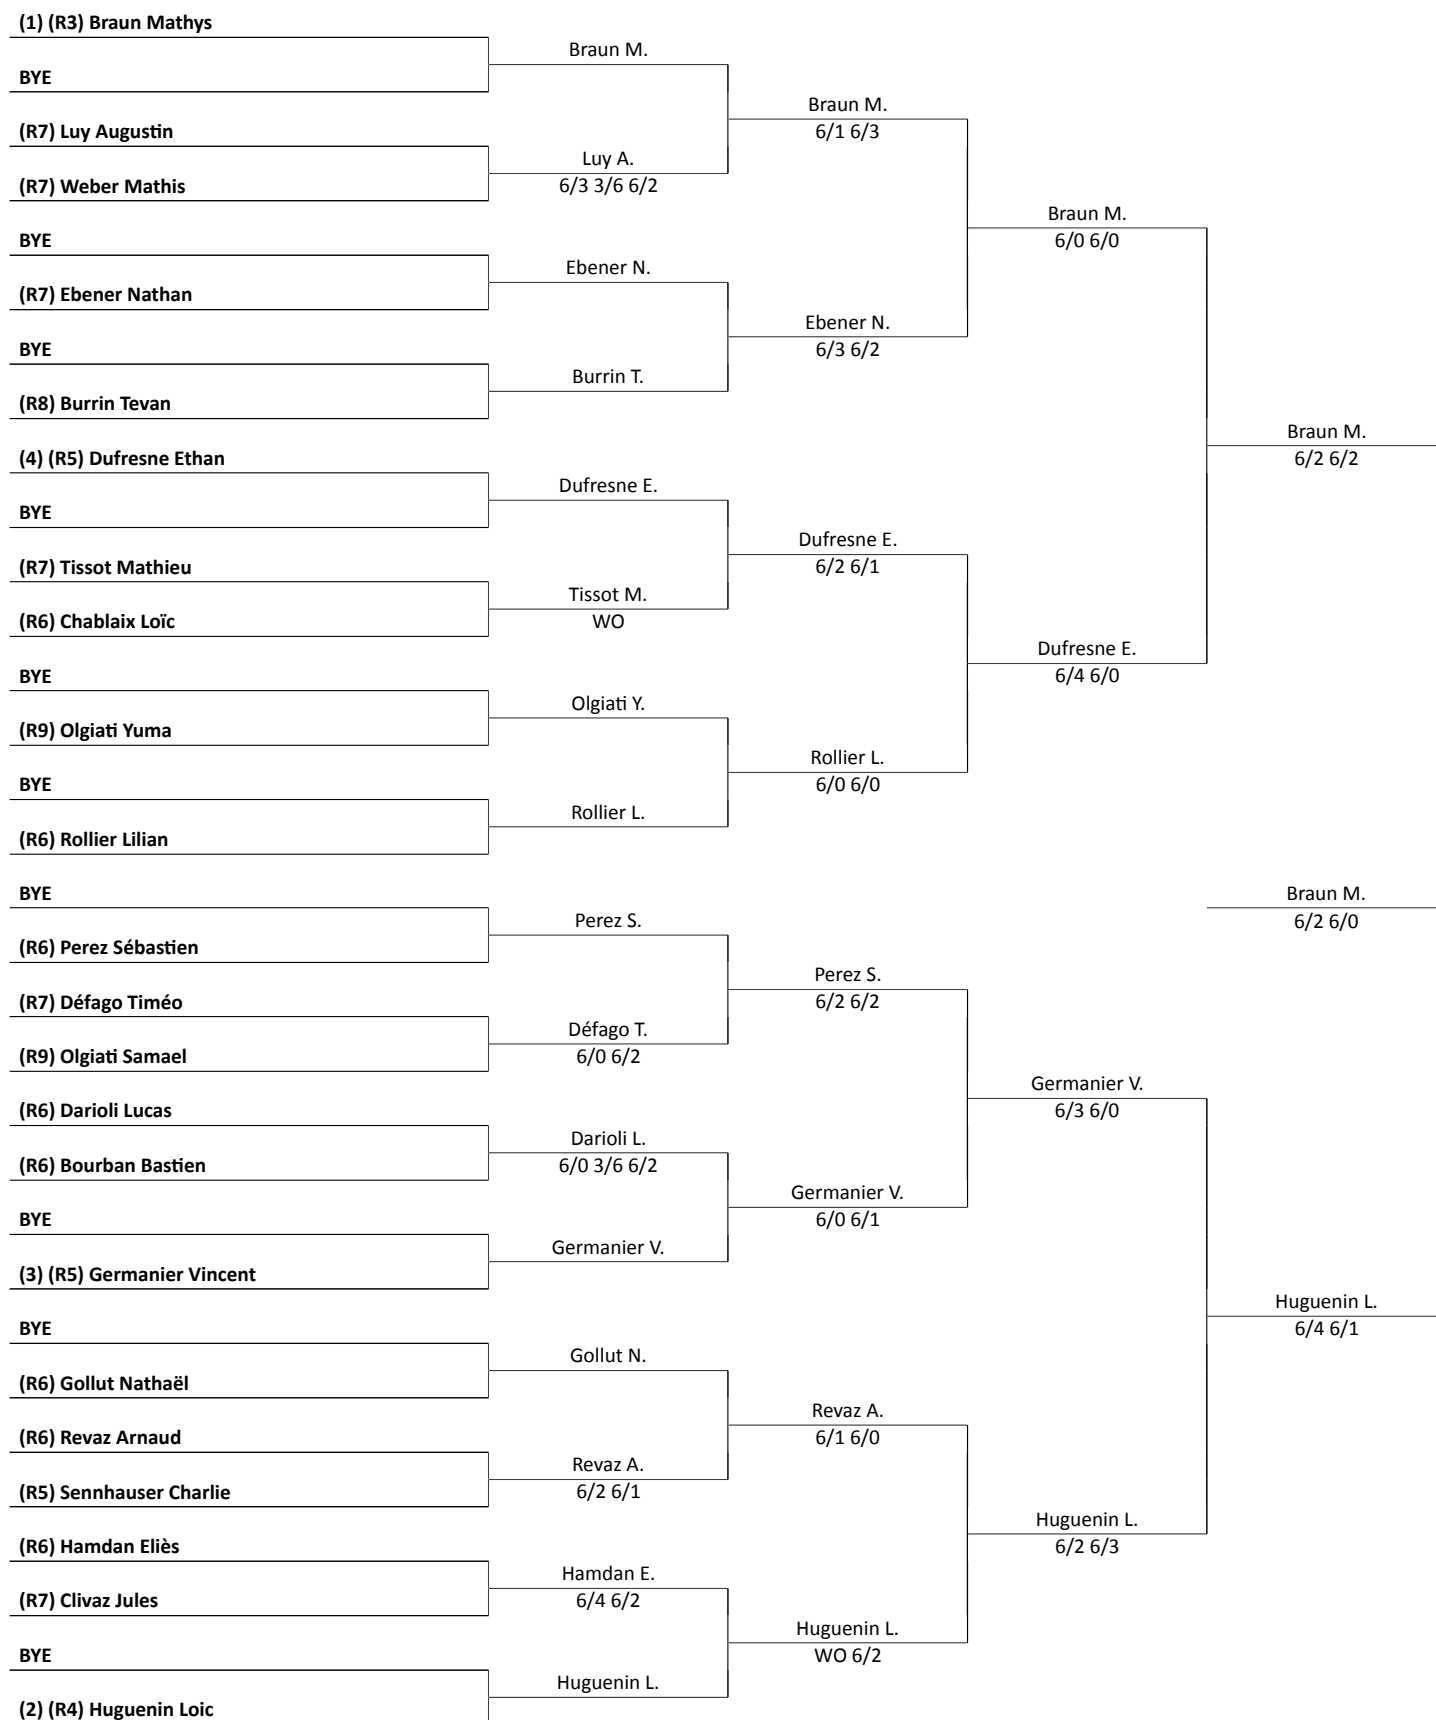 (1) (R3) Braun Mathys
BYE
(R7) Luy Augustin
(R7) Weber Mathis
BYE
(R7) Ebener Nathan
BYE
(R8) Burrin Tevan
(4) (R5) Dufresne Ethan
BYE
(R7) Tissot Mathieu
(R6) Chablaix Loïc
BYE
(R9) Olgiati Yuma
BYE
(R6) Rollier Lilian
BYE
(R6) Perez Sébastien
(R7) Défago Timéo
(R9) Olgiati Samael
(R6) Darioli Lucas
(R6) Bourban Bastien
BYE
(3) (R5) Germanier Vincent
BYE
(R6) Gollut Nathaël
(R6) Revaz Arnaud
(R5) Sennhauser Charlie
(R6) Hamdan Eliès
(R7) Clivaz Jules
BYE
(2) (R4) Huguenin Loic
Braun M.
Luy A.
6/3 3/6 6/2
Ebener N.
Burrin T.
Dufresne E.
Tissot M.
WO
Olgiati Y.
Rollier L.
Perez S.
Défago T.
6/0 6/2
Darioli L.
6/0 3/6 6/2
Germanier V.
Gollut N.
Revaz A.
6/2 6/1
Hamdan E.
6/4 6/2
Huguenin L.
Braun M.
6/1 6/3
Ebener N.
6/3 6/2
Dufresne E.
6/2 6/1
Rollier L.
6/0 6/0
Perez S.
6/2 6/2
Germanier V.
6/0 6/1
Revaz A.
6/1 6/0
Huguenin L.
WO 6/2
Braun M.
6/0 6/0
Dufresne E.
6/4 6/0
Germanier V.
6/3 6/0
Huguenin L.
6/2 6/3
Braun M.
6/2 6/2
Braun M.
6/2 6/0
Huguenin L.
6/4 6/1